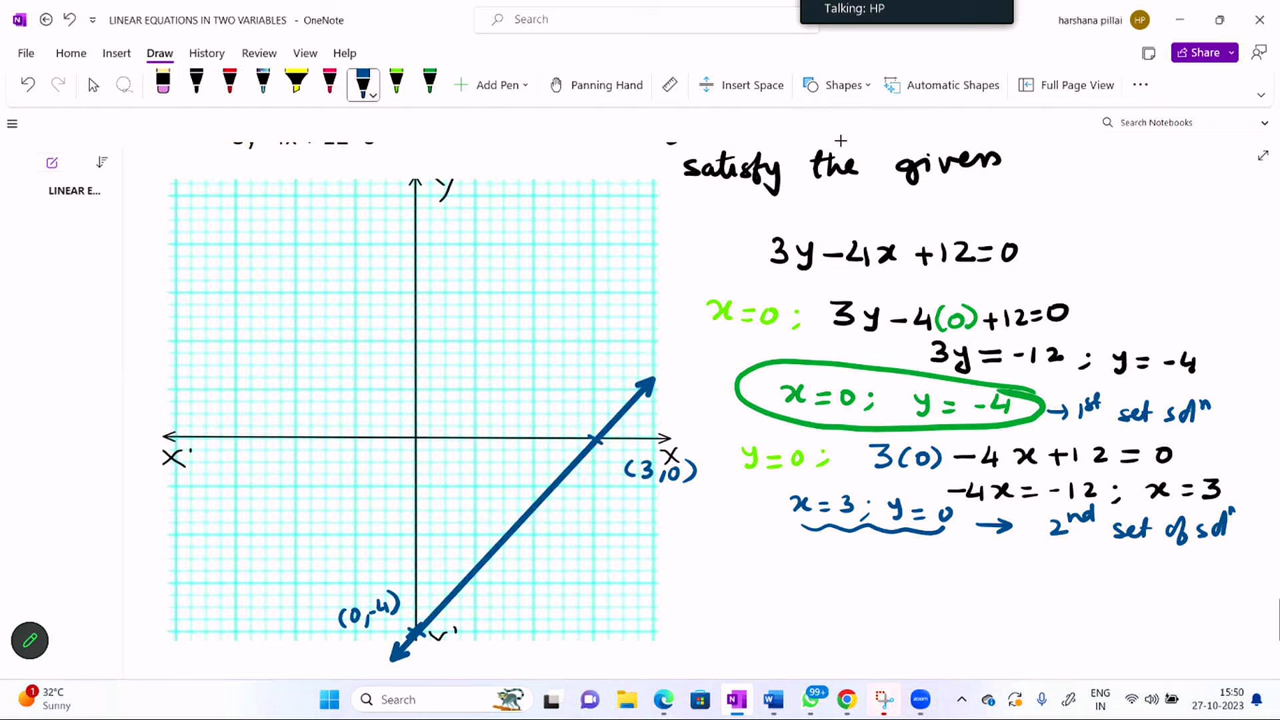 Talking: HP
LINEAR EQUATIONS IN TWO VARIABLES - OneNote
Search
harshana pillai
HP
File Home Insert Draw History Review View Help
Share
Add Pen
Panning Hand
Insert Space
Shapes
Automatic Shapes
Full Page View
Search Notebooks
LINEAR E...
satisfy the given
3y-4x+12=0
x=0; 3y-4(0)+12=0
3y=-12; y=-4
x=0; y=-4 →1st set solⁿ
y=0; 3(0)-4x+12=0
-4x=-12; x=3
x=3; y=0 → 2nd set of solⁿ
y
X'
X
(3,0)
(0,-4)
Y'
1
32°C
Sunny
Search
99+
zoom
ENG
IN
15:50
27-10-2023